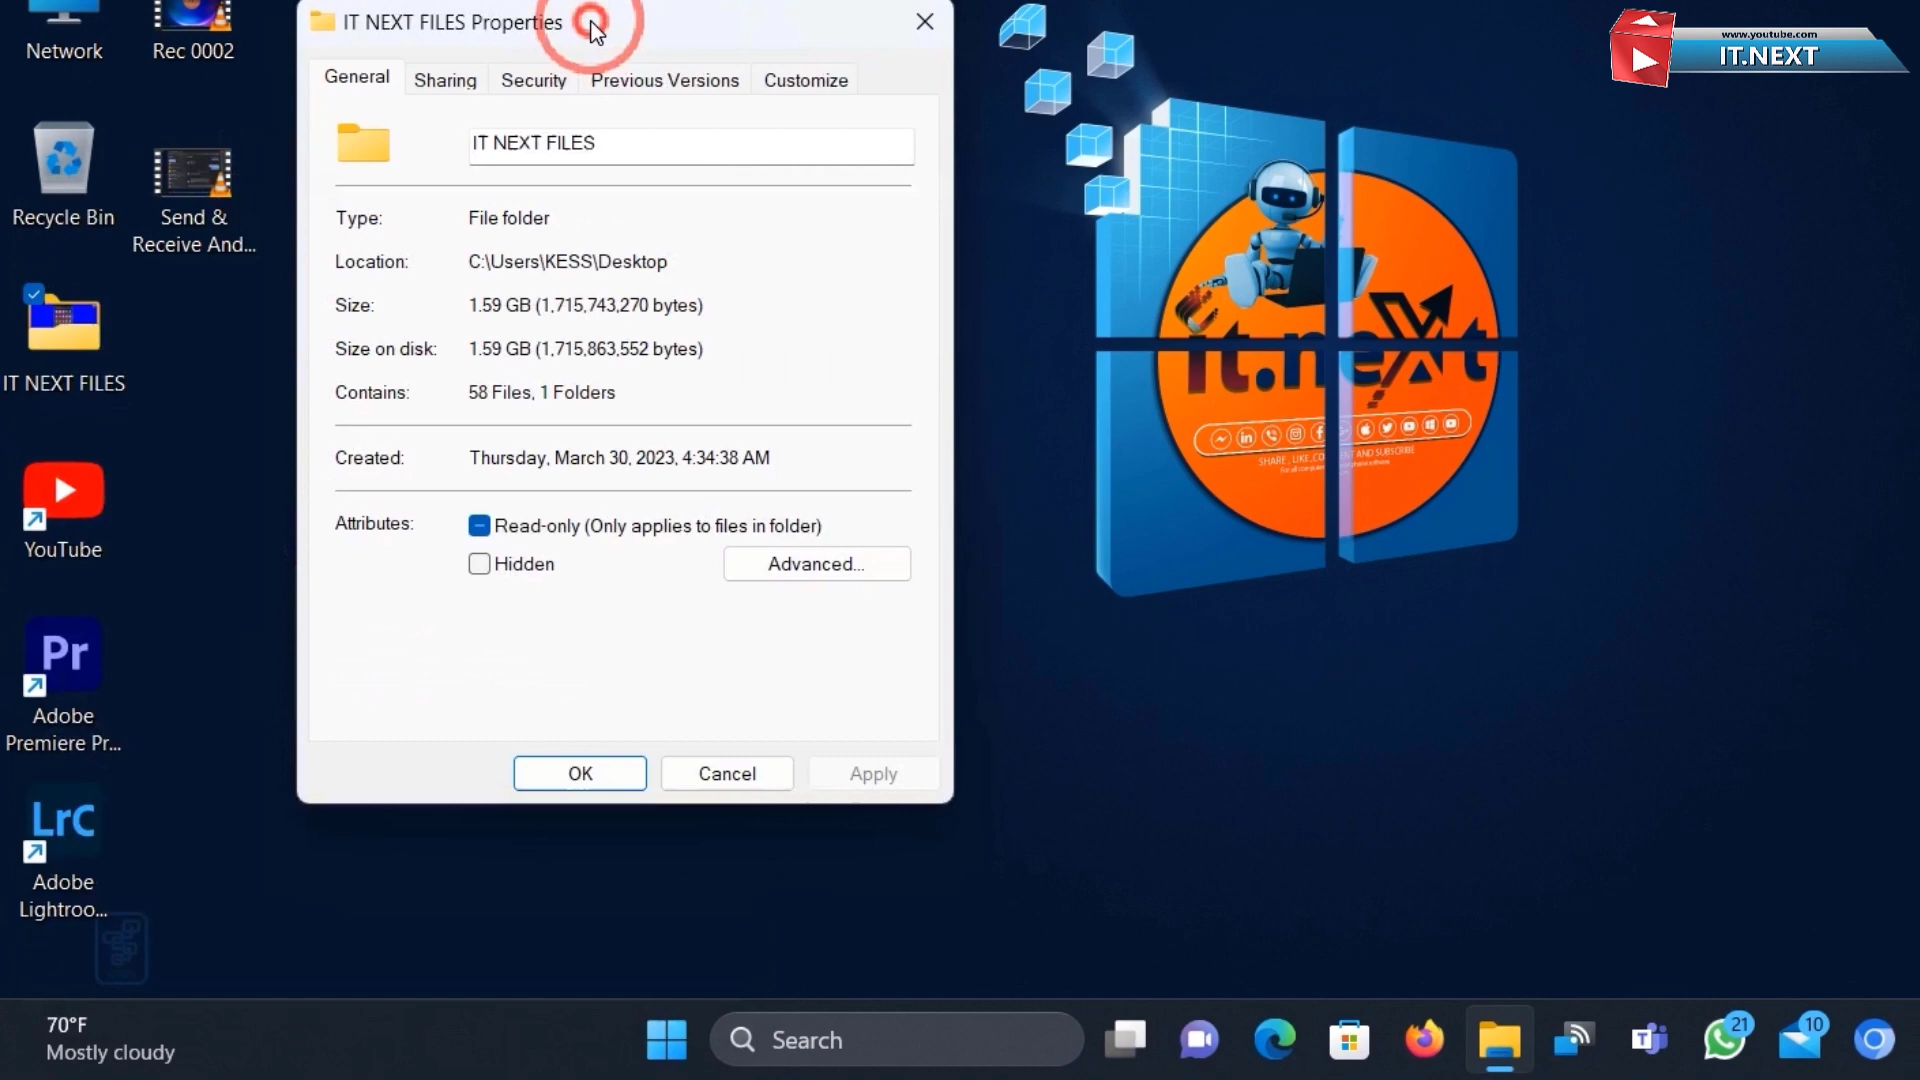 Network
Rec 0002
Recycle Bin
Send &
Receive And...
IT NEXT FILES
YouTube
Pr
Adobe
Premiere Pr...
LrC
Adobe
Lightroo...
IT NEXT FILES Properties
General
Sharing
Security
Previous Versions
Customize
IT NEXT FILES
Type:
File folder
Location:
C:\Users\KESS\Desktop
Size:
1.59 GB (1,715,743,270 bytes)
Size on disk:
1.59 GB (1,715,863,552 bytes)
Contains:
58 Files, 1 Folders
Created:
Thursday, March 30, 2023, 4:34:38 AM
Attributes:
Read-only (Only applies to files in folder)
Hidden
Advanced...
OK
Cancel
Apply
www.youtube.com
IT.NEXT
it.next
70°F
Mostly cloudy
Search
T
21
10